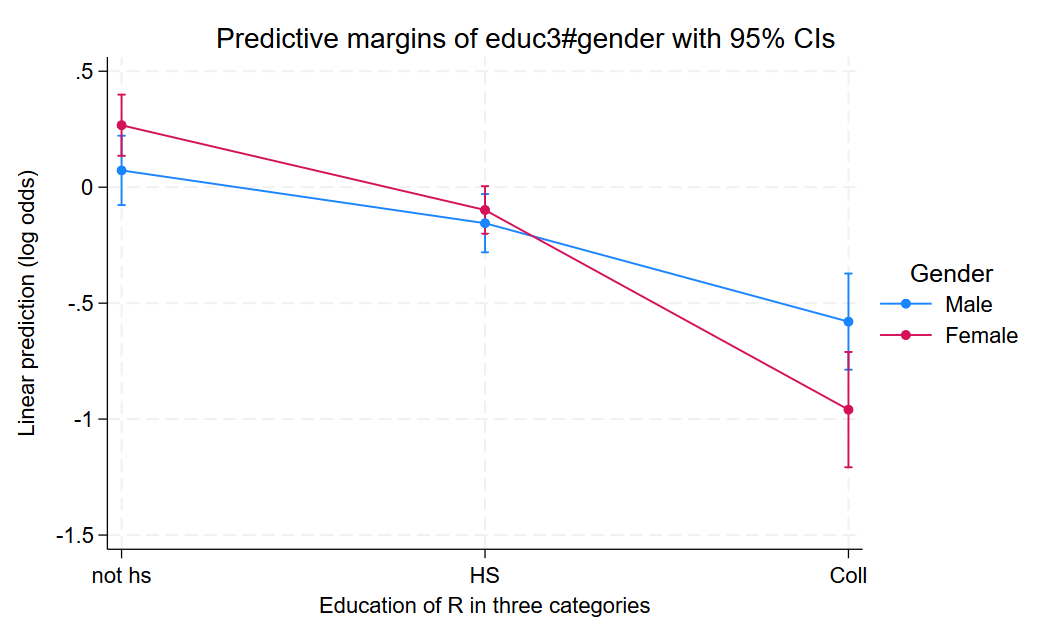 Predictive margins of educ3#gender with 95% CIs
.5
0
-.5
-1
-1.5
Linear prediction (log odds)
not hs
HS
Coll
Education of R in three categories
Gender
Male
Female